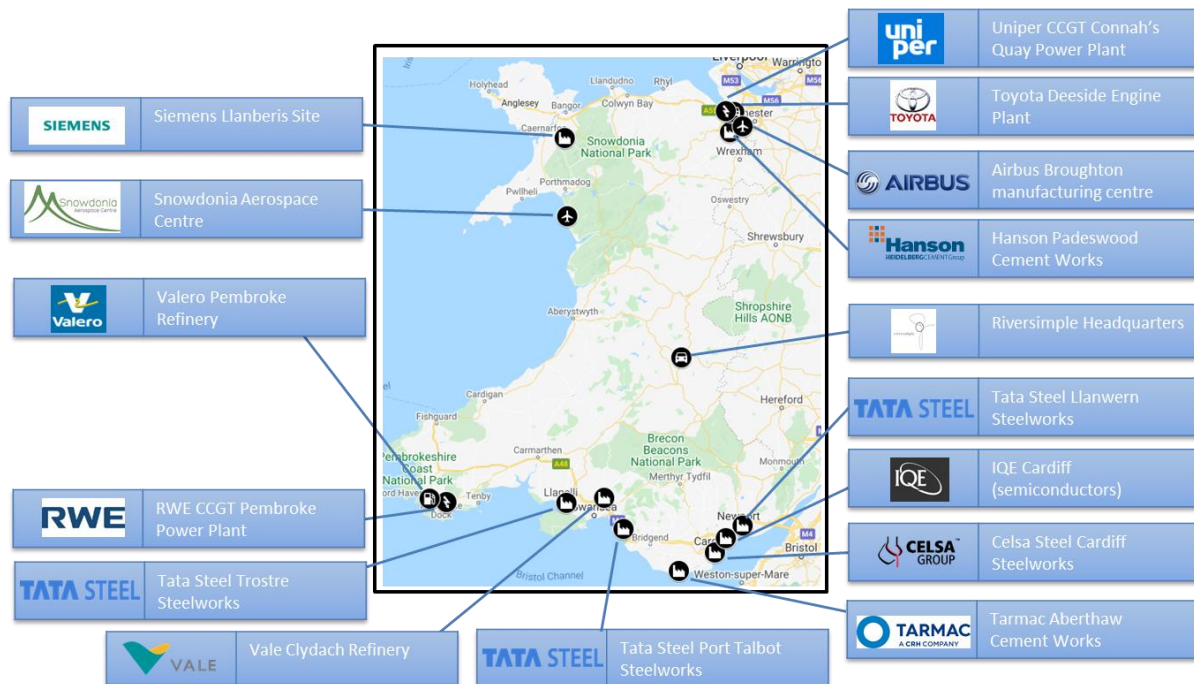 SIEMENS
Siemens Llanberis Site
Snowdonia
Aerospace Centre
Snowdonia Aerospace
Centre
Valero
Valero Pembroke
Refinery
RWE
RWE CCGT Pembroke
Power Plant
TATA STEEL
Tata Steel Trostre
Steelworks
VALE
Vale Clydach Refinery
TATA STEEL
Tata Steel Port Talbot
Steelworks
Liverpool
Warrington
M53
M56
Holyhead
Llandudno
Rhyl
Anglesey
Bangor
Colwyn Bay
M56
Caernarfon
Snowdonia
National Park
Wrexham
Porthmadog
Pwllheli
Oswestry
Shrewsbury
Aberystwyth
Shropshire
Hills AONB
Cardigan
Hereford
Fishguard
Brecon
Beacons
National Park
Carmarthen
Monmouth
Pembrokeshire
Coast
National Park
A48
Merthyr Tydfil
Tenby
Llanelli
Swansea
Dock
Newport
M4
Bridgend
Bristol
Bristol Channel
Weston-super-Mare
uni
per
Uniper CCGT Connah's
Quay Power Plant
TOYOTA
Toyota Deeside Engine
Plant
AIRBUS
Airbus Broughton
manufacturing centre
Hanson
HEIDELBERGCEMENT Group
Hanson Padeswood
Cement Works
Riversimple Headquarters
TATA STEEL
Tata Steel Llanwern
Steelworks
IQE
IQE Cardiff
(semiconductors)
CELSA™
GROUP
Celsa Steel Cardiff
Steelworks
TARMAC
A CRH COMPANY
Tarmac Aberthaw
Cement Works